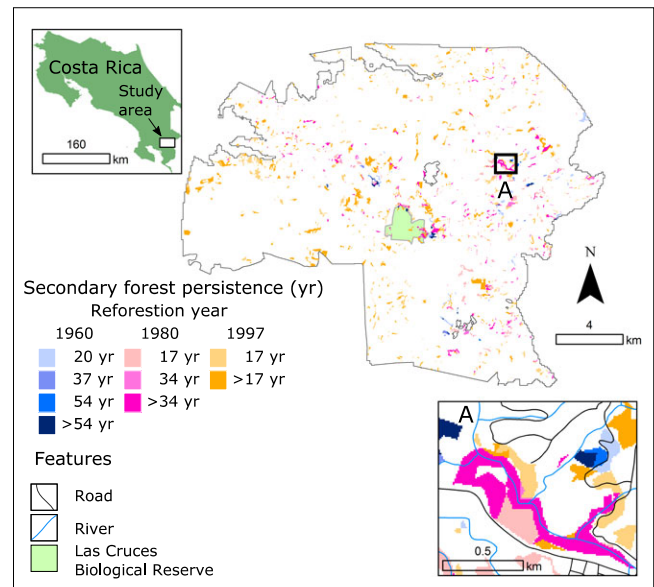 Costa Rica
Study
area
160
km
A
N
4
km
Secondary forest persistence (yr)
Reforestion year
1960 1980 1997
20 yr 17 yr 17 yr
37 yr 34 yr >17 yr
54 yr >34 yr
>54 yr
Features
Road
River
Las Cruces
Biological Reserve
A
0.5
km